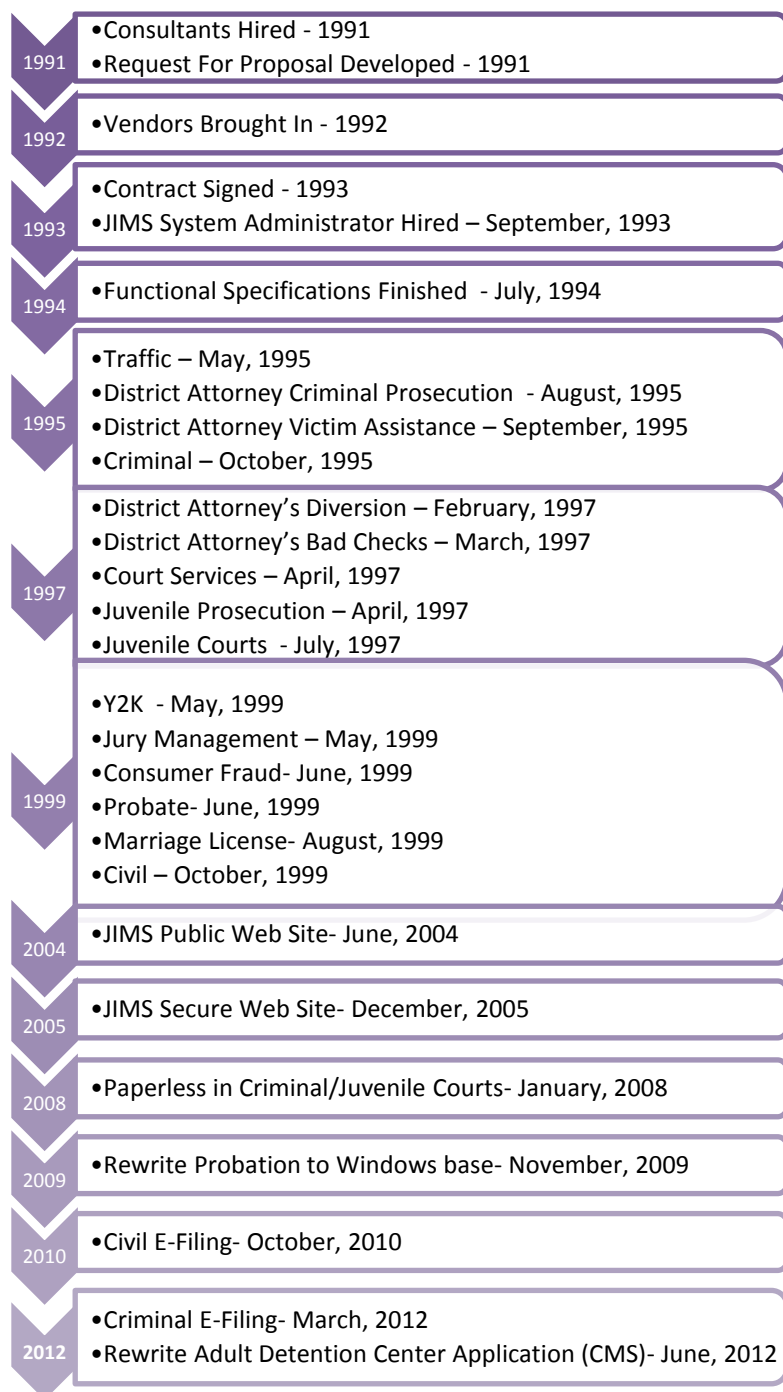 1991
•Consultants Hired - 1991
•Request For Proposal Developed - 1991
1992
•Vendors Brought In - 1992
1993
•Contract Signed - 1993
•JIMS System Administrator Hired – September, 1993
1994
•Functional Specifications Finished  - July, 1994
1995
•Traffic – May, 1995
•District Attorney Criminal Prosecution  - August, 1995
•District Attorney Victim Assistance – September, 1995
•Criminal – October, 1995
1997
•District Attorney’s Diversion – February, 1997
•District Attorney’s Bad Checks – March, 1997
•Court Services – April, 1997
•Juvenile Prosecution – April, 1997
•Juvenile Courts  - July, 1997
1999
•Y2K  - May, 1999
•Jury Management – May, 1999
•Consumer Fraud- June, 1999
•Probate- June, 1999
•Marriage License- August, 1999
•Civil – October, 1999
2004
•JIMS Public Web Site- June, 2004
2005
•JIMS Secure Web Site- December, 2005
2008
•Paperless in Criminal/Juvenile Courts- January, 2008
2009
•Rewrite Probation to Windows base- November, 2009
2010
•Civil E-Filing- October, 2010
2012
•Criminal E-Filing- March, 2012
•Rewrite Adult Detention Center Application (CMS)- June, 2012